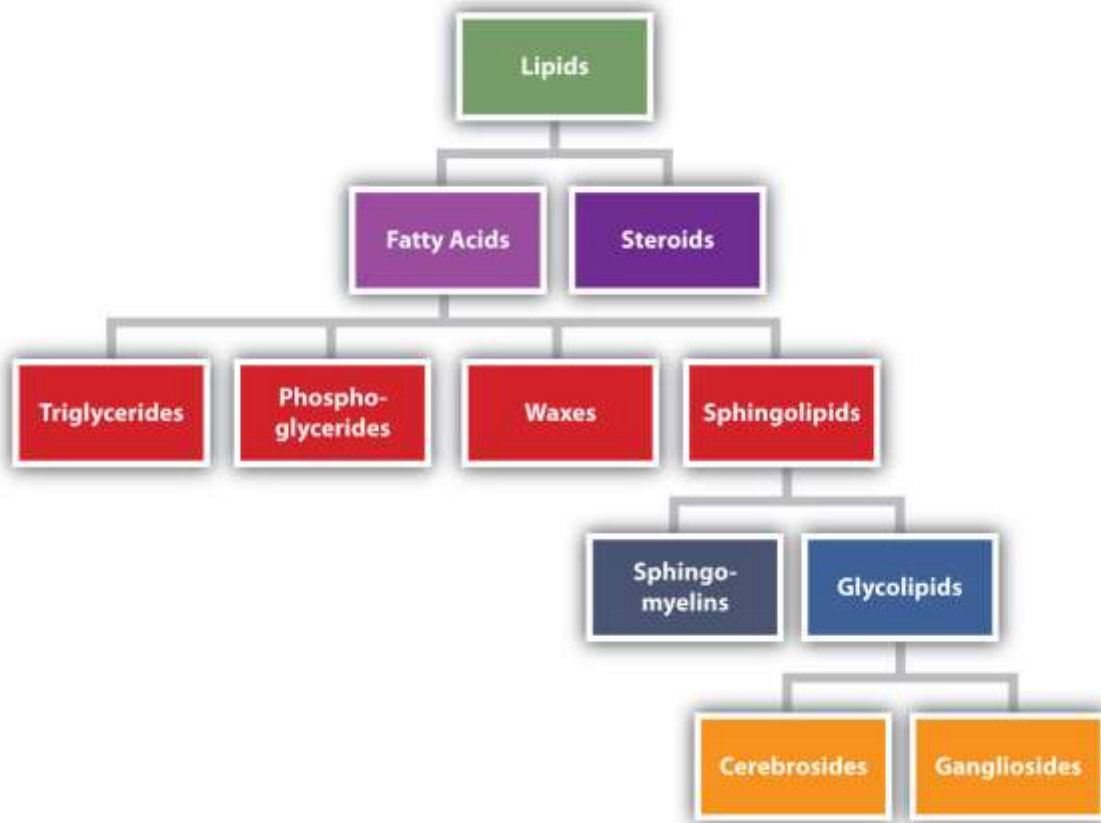 Lipids
Fatty Acids
Steroids
Triglycerides
Phospho-
glycerides
Waxes
Sphingolipids
Sphingo-
myelins
Glycolipids
Cerebrosides
Gangliosides